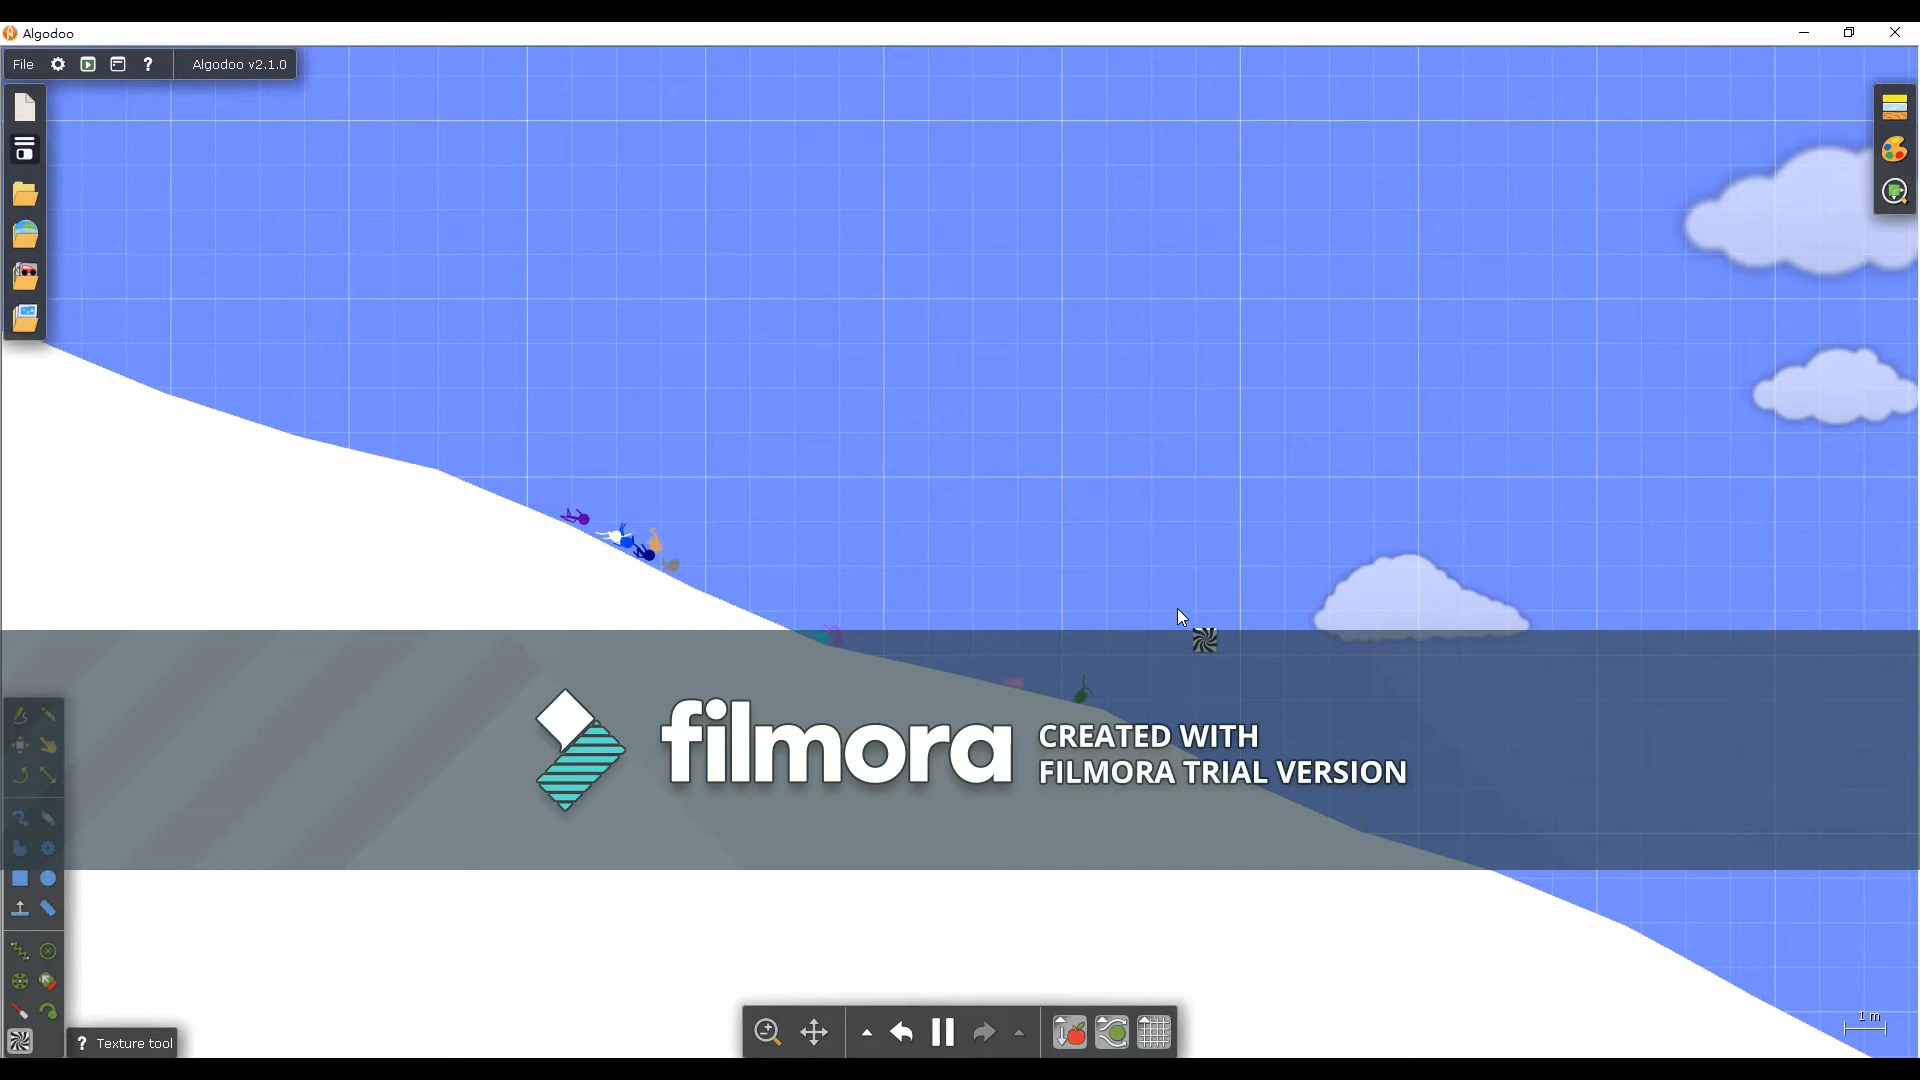 Algodoo
File ? Algodoo v2.1.0
filmora CREATED WITH
FILMORA TRIAL VERSION
1 m
? Texture tool